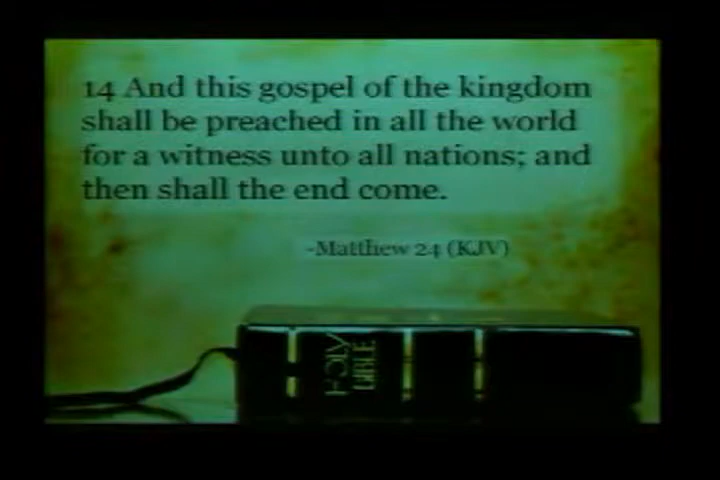 14 And this gospel of the kingdom
shall be preached in all the world
for a witness unto all nations; and
then shall the end come.
-Matthew 24 (KJV)
HOLY
BIBLE